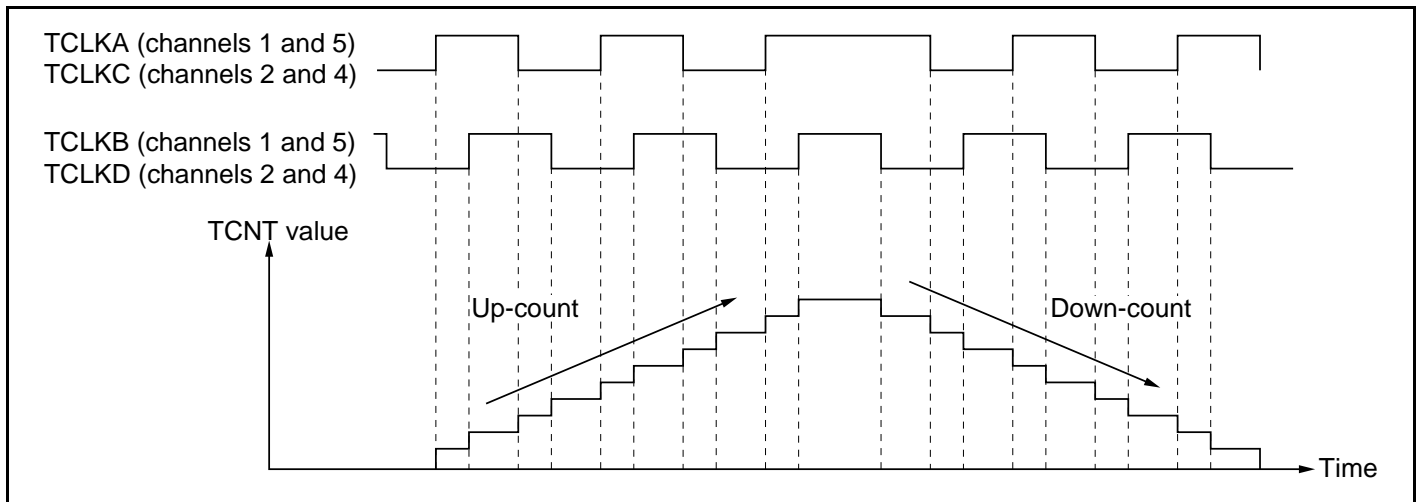 TCLKA (channels 1 and 5)
TCLKC (channels 2 and 4)
TCLKB (channels 1 and 5)
TCLKD (channels 2 and 4)
TCNT value
Up-count
Down-count
Time